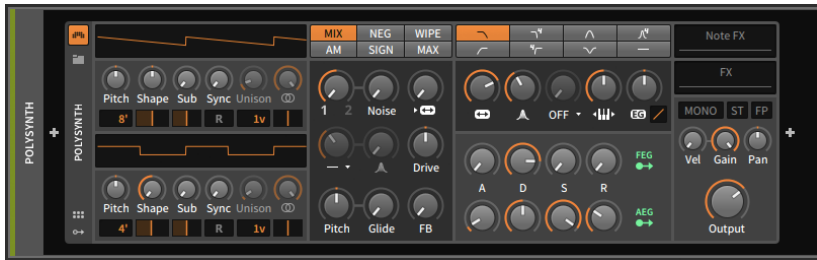 POLYSYNTH
POLYSYNTH
Pitch Shape Sub Sync Unison
8' R 1v
Pitch Shape Sub Sync Unison
4' R 1v
MIX NEG WIPE
AM SIGN MAX
1 2 Noise
Drive
Pitch Glide FB
OFF EG
A D S R
FEG
AEG
Note FX
FX
MONO ST FP
Vel Gain Pan
Output